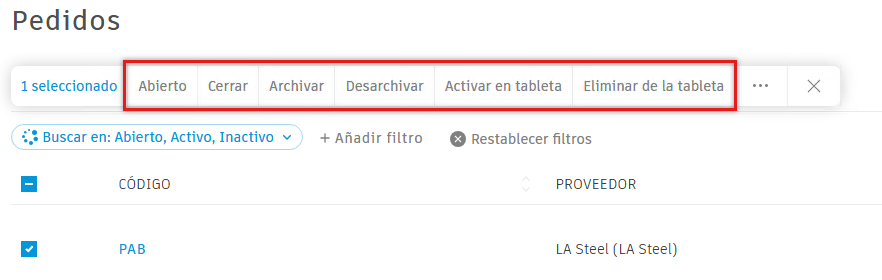 Pedidos
1 seleccionado Abierto Cerrar Archivar Desarchivar Activar en tableta Eliminar de la tableta
Buscar en: Abierto, Activo, Inactivo + Añadir filtro Restablecer filtros
CÓDIGO PROVEEDOR
PAB LA Steel (LA Steel)